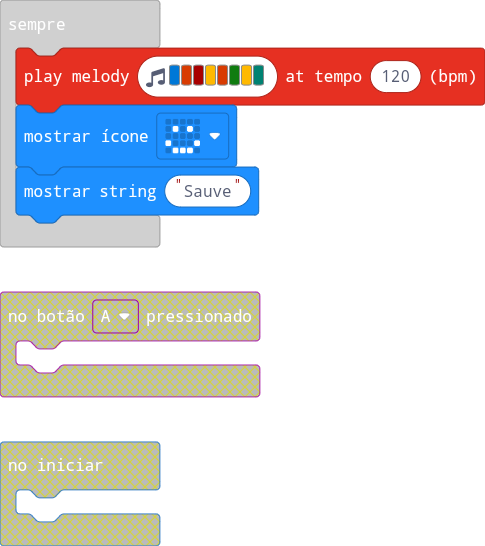 sempre
play melody at tempo 120 (bpm)
mostrar ícone
mostrar string "Sauve"
no botão A pressionado
no iniciar